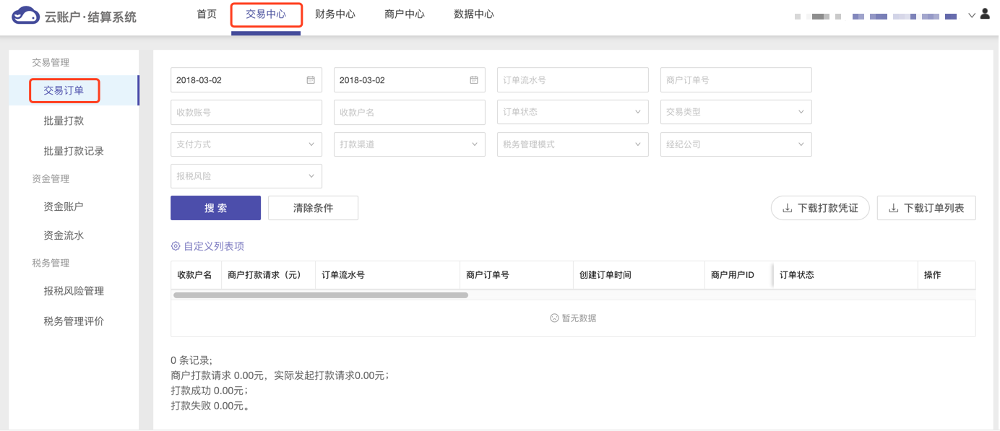 云账户·结算系统 首页 交易中心 财务中心 商户中心 数据中心
交易管理
交易订单
批量打款
批量打款记录
资金管理
资金账户
资金流水
税务管理
报税风险管理
税务管理评价
2018-03-02 2018-03-02 订单流水号 商户订单号
收款账号 收款户名 订单状态 交易类型
支付方式 打款渠道 税务管理模式 经纪公司
报税风险
搜 索 清除条件 下载打款凭证 下载订单列表
自定义列表项
收款户名 商户打款请求（元） 订单流水号 商户订单号 创建订单时间 商户用户ID 订单状态 操作
暂无数据
0 条记录;
商户打款请求 0.00元，实际发起打款请求0.00元；
打款成功 0.00元；
打款失败 0.00元。